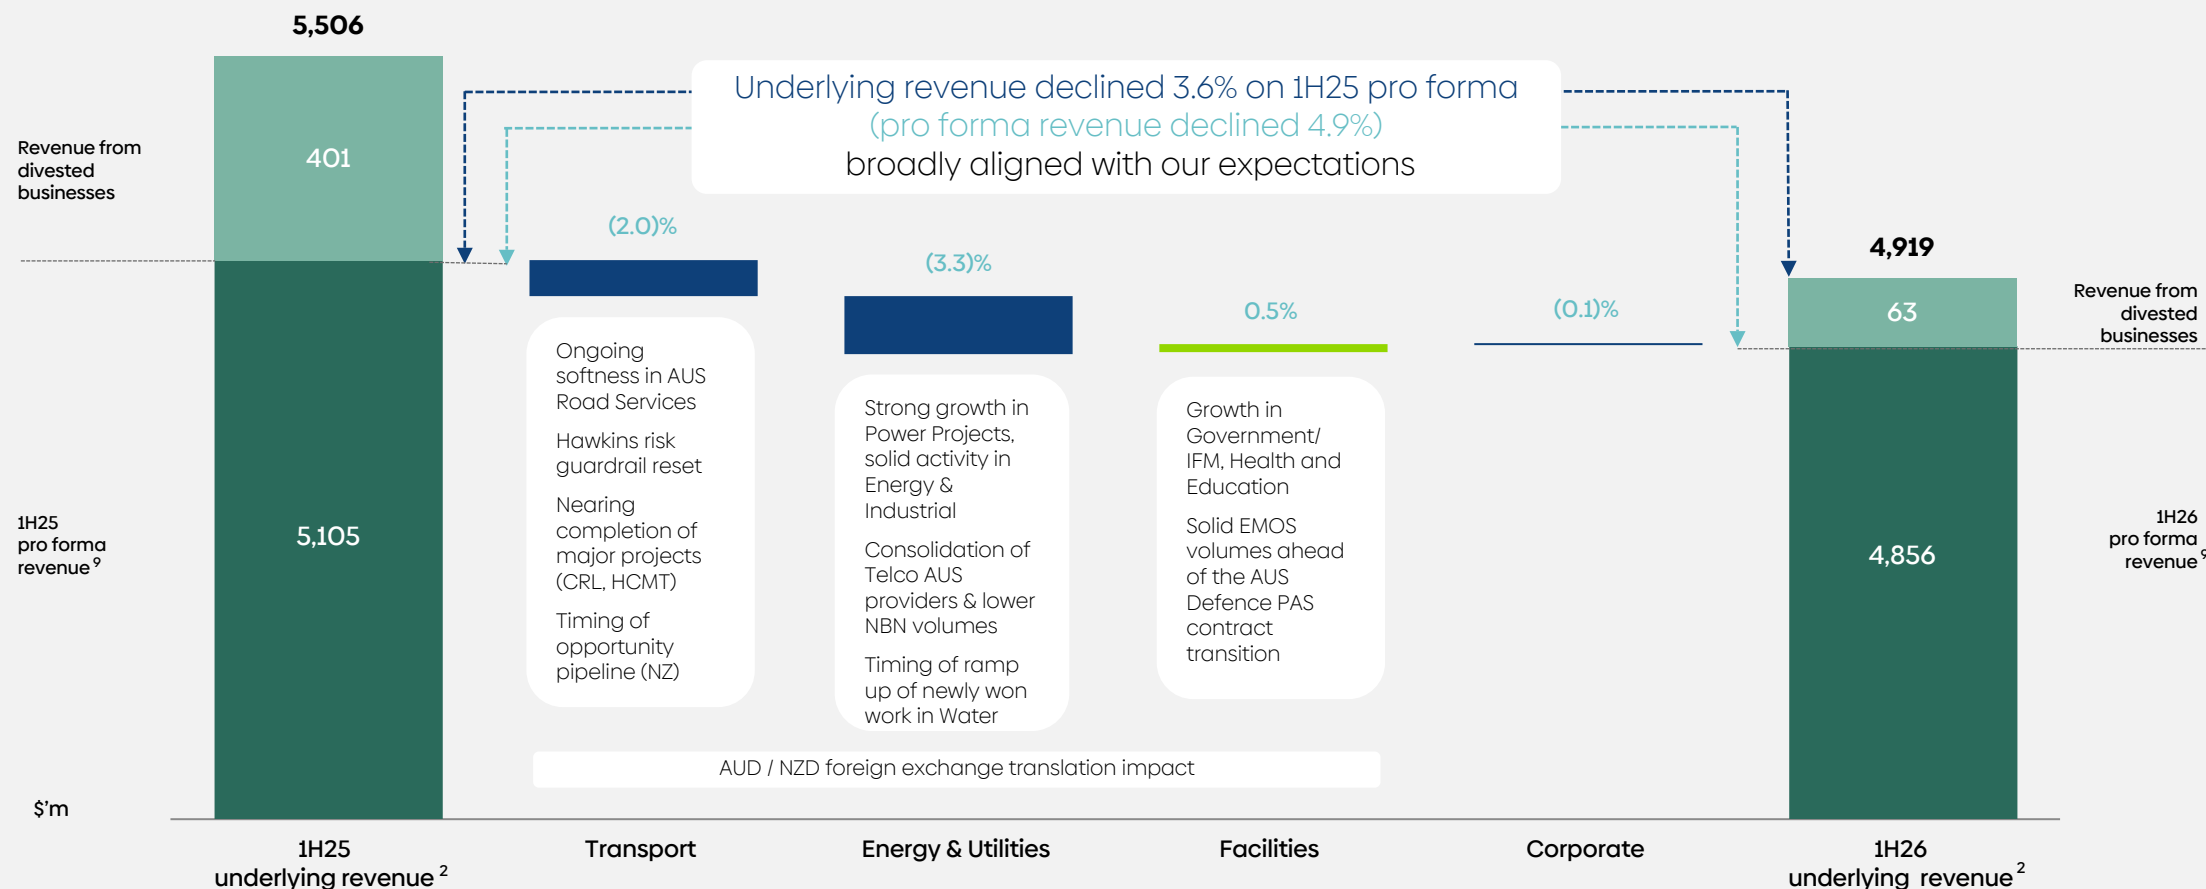 5,506
Underlying revenue declined 3.6% on 1H25 pro forma
(pro forma revenue declined 4.9%)
broadly aligned with our expectations
Revenue from
divested
businesses
401
(2.0)%
(3.3)%
0.5%
(0.1)%
4,919
63
Revenue from
divested
businesses
1H25
pro forma
revenue 9
5,105
Ongoing
softness in AUS
Road Services
Hawkins risk
guardrail reset
Nearing
completion of
major projects
(CRL, HCMT)
Timing of
opportunity
pipeline (NZ)
Strong growth in
Power Projects,
solid activity in
Energy &
Industrial
Consolidation of
Telco AUS
providers & lower
NBN volumes
Timing of ramp
up of newly won
work in Water
Growth in
Government/
IFM, Health and
Education
Solid EMOS
volumes ahead
of the AUS
Defence PAS
contract
transition
4,856
1H26
pro forma
revenue 9
AUD / NZD foreign exchange translation impact
$'m
1H25
underlying revenue 2
Transport
Energy & Utilities
Facilities
Corporate
1H26
underlying revenue 2